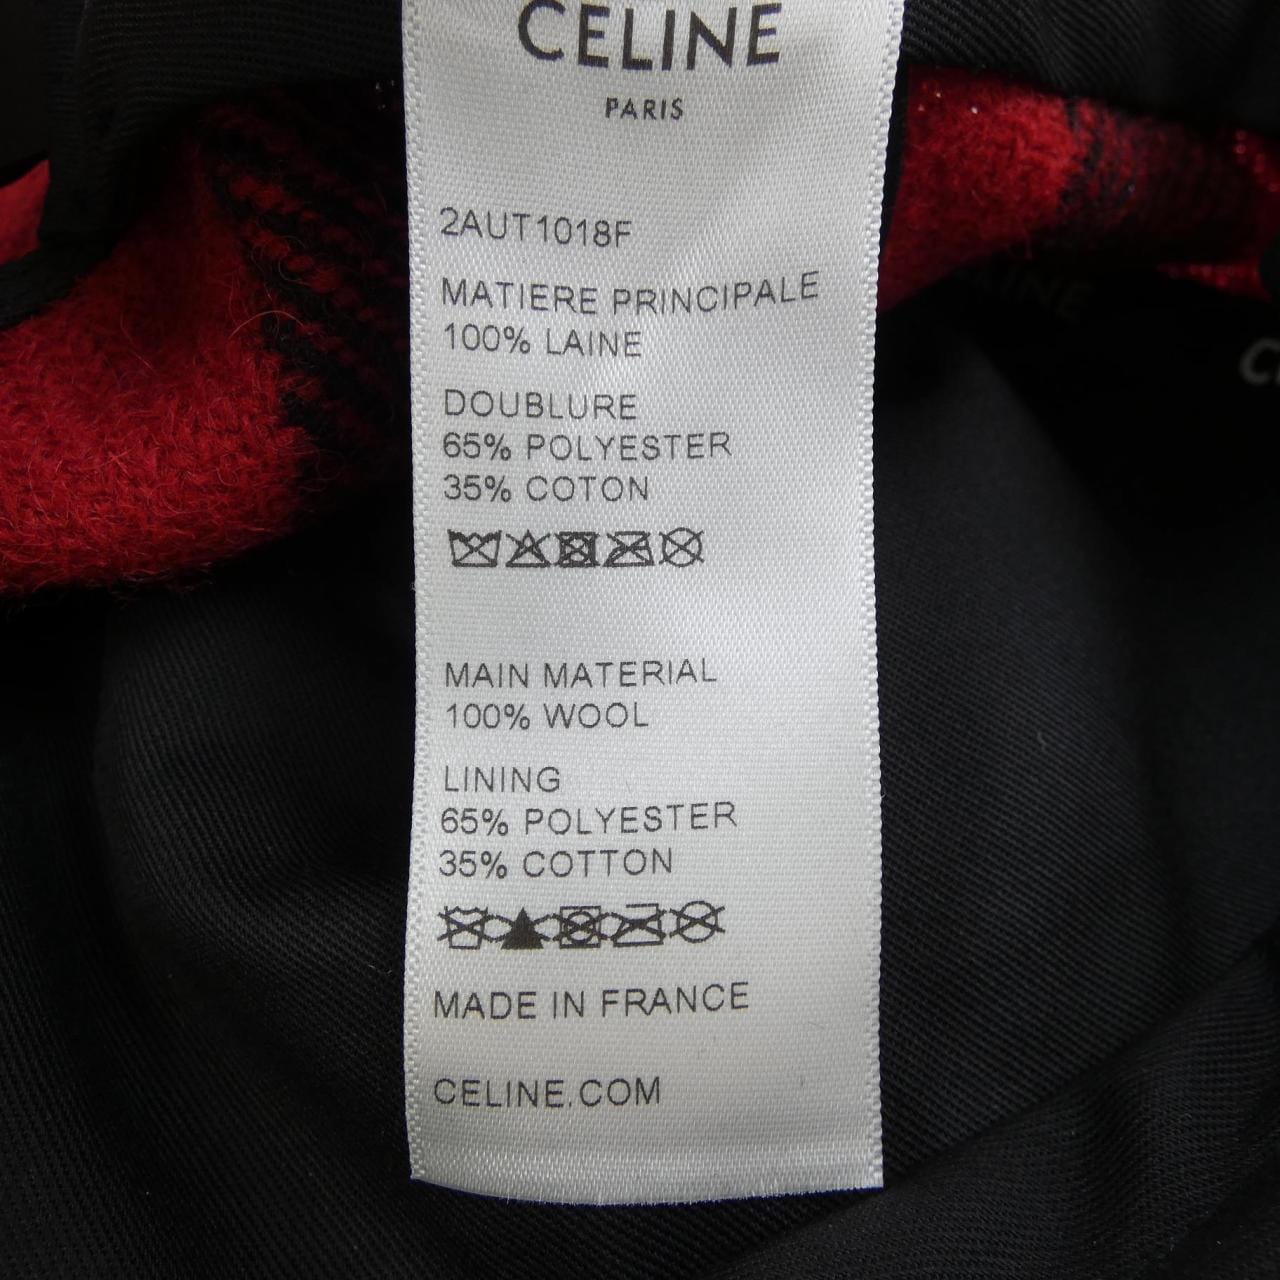 CELINE
PARIS
2AUT1018F
MATIERE PRINCIPALE
100% LAINE
DOUBLURE
65% POLYESTER
35% COTON
MAIN MATERIAL
100% WOOL
LINING
65% POLYESTER
35% COTTON
MADE IN FRANCE
CELINE.COM